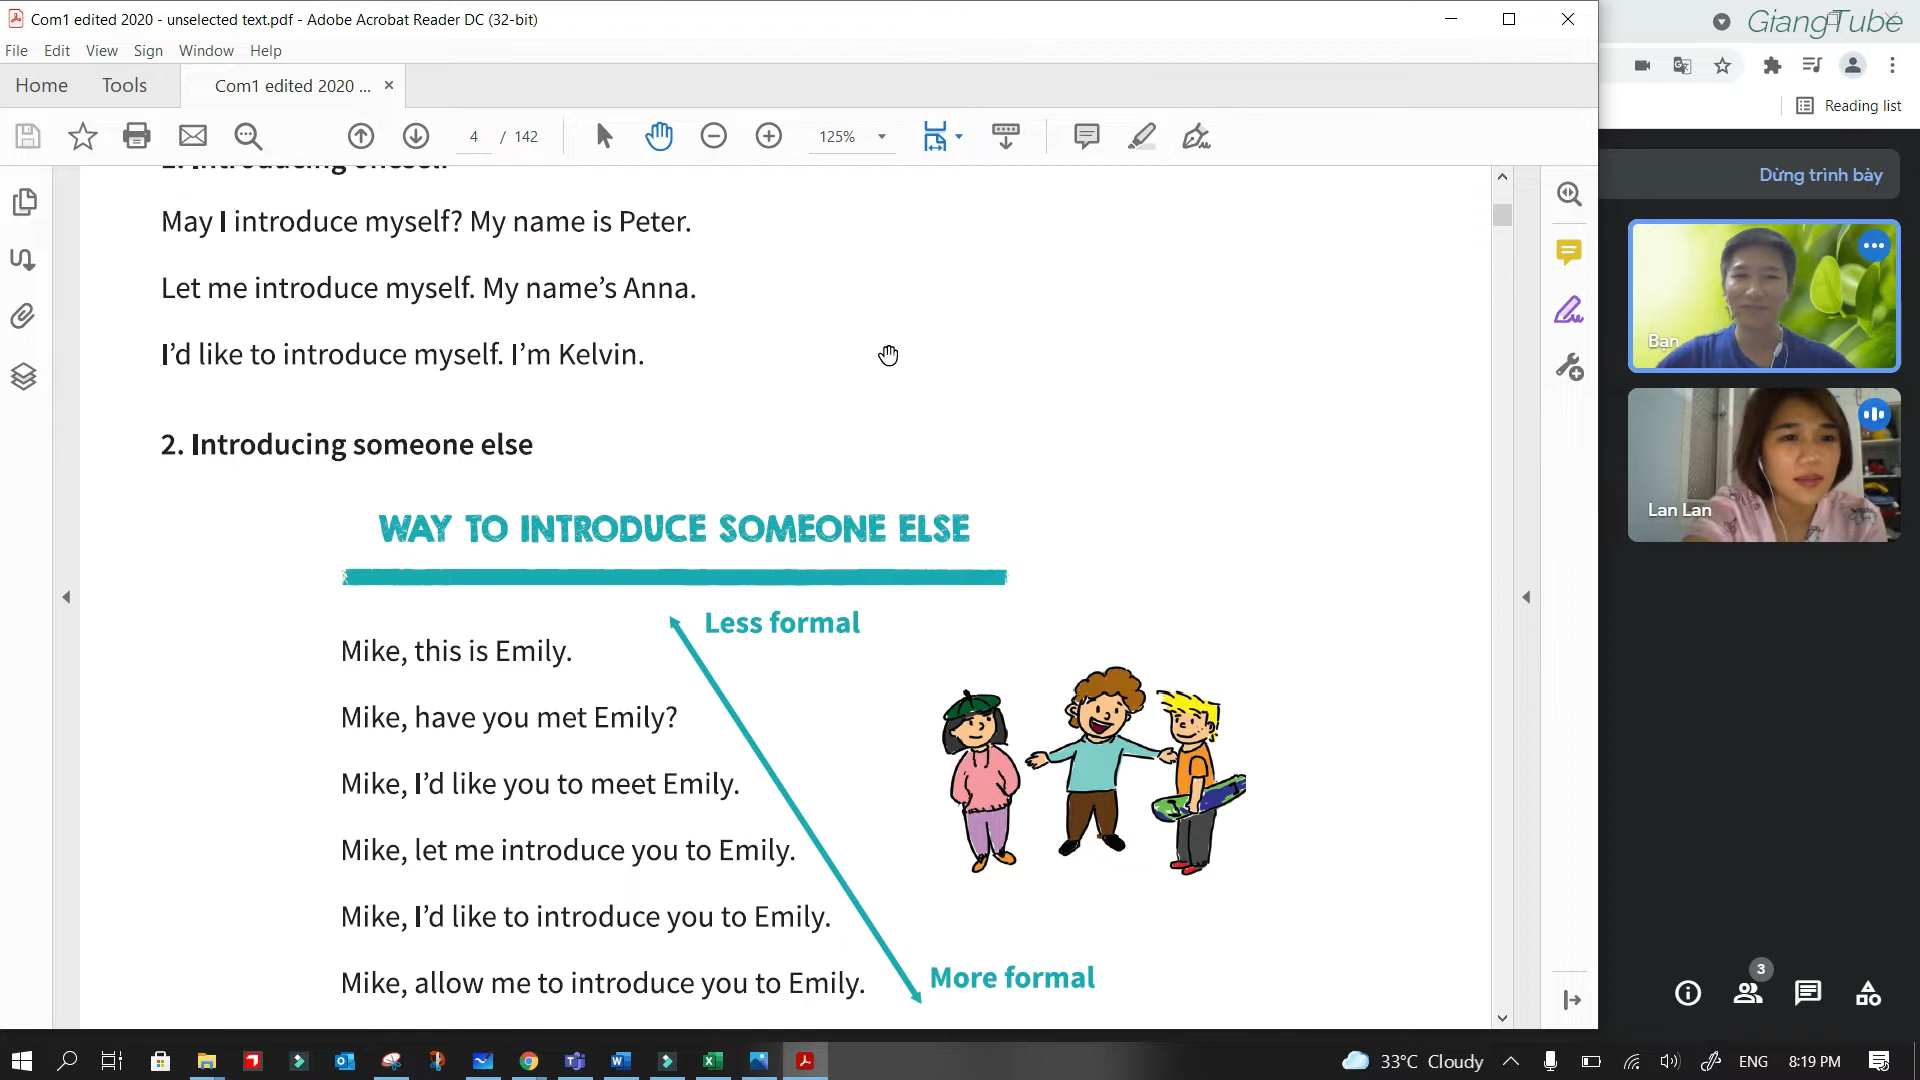 Com1 edited 2020 - unselected text.pdf - Adobe Acrobat Reader DC (32-bit)
GiangTube
File Edit View Sign Window Help
Home Tools Com1 edited 2020 ... ×
4 / 142 125%
Reading list
Dừng trình bày
May I introduce myself? My name is Peter.
Let me introduce myself. My name’s Anna.
I’d like to introduce myself. I’m Kelvin.
Bạn
2. Introducing someone else
Lan Lan
WAY TO INTRODUCE SOMEONE ELSE
Less formal
Mike, this is Emily.
Mike, have you met Emily?
Mike, I’d like you to meet Emily.
Mike, let me introduce you to Emily.
Mike, I’d like to introduce you to Emily.
Mike, allow me to introduce you to Emily.
More formal
3
33°C Cloudy ENG 8:19 PM